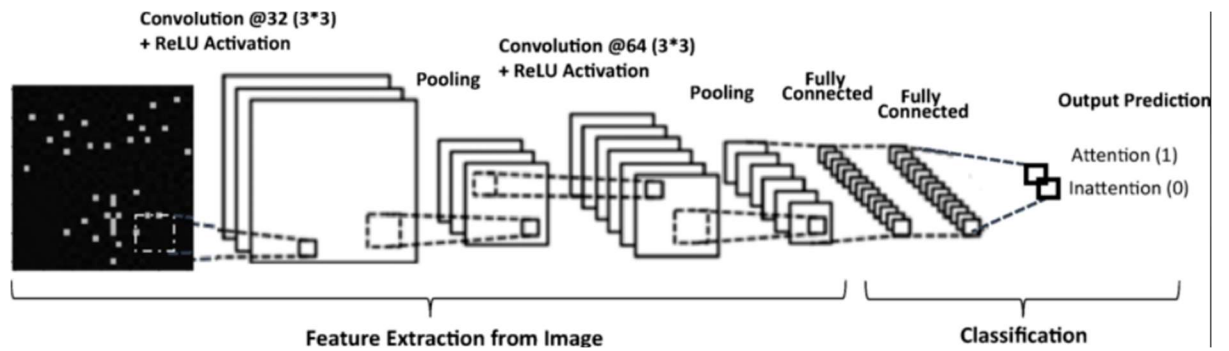 Convolution @32 (3*3)
+ ReLU Activation
Pooling
Convolution @64 (3*3)
+ ReLU Activation
Pooling
Fully
Connected
Fully
Connected
Output Prediction
Attention (1)
Inattention (0)
Feature Extraction from Image
Classification